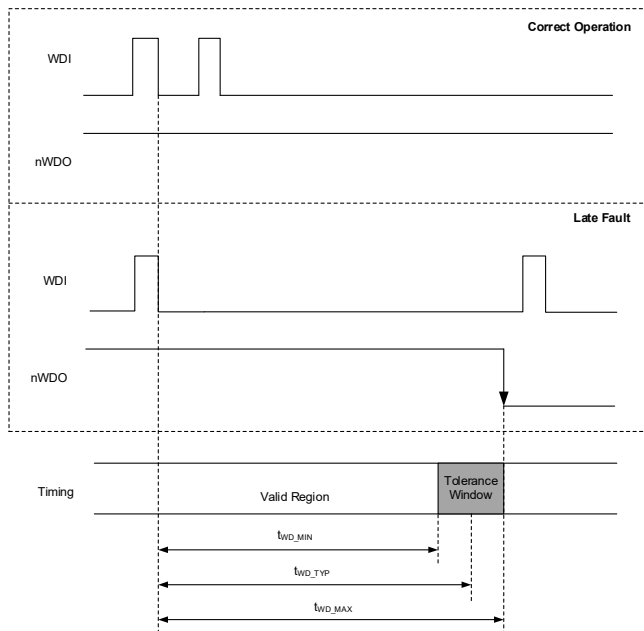 Correct Operation
WDI
nWDO
Late Fault
WDI
nWDO
Timing
Valid Region
Tolerance
Window
tWD_MIN
tWD_TYP
tWD_MAX